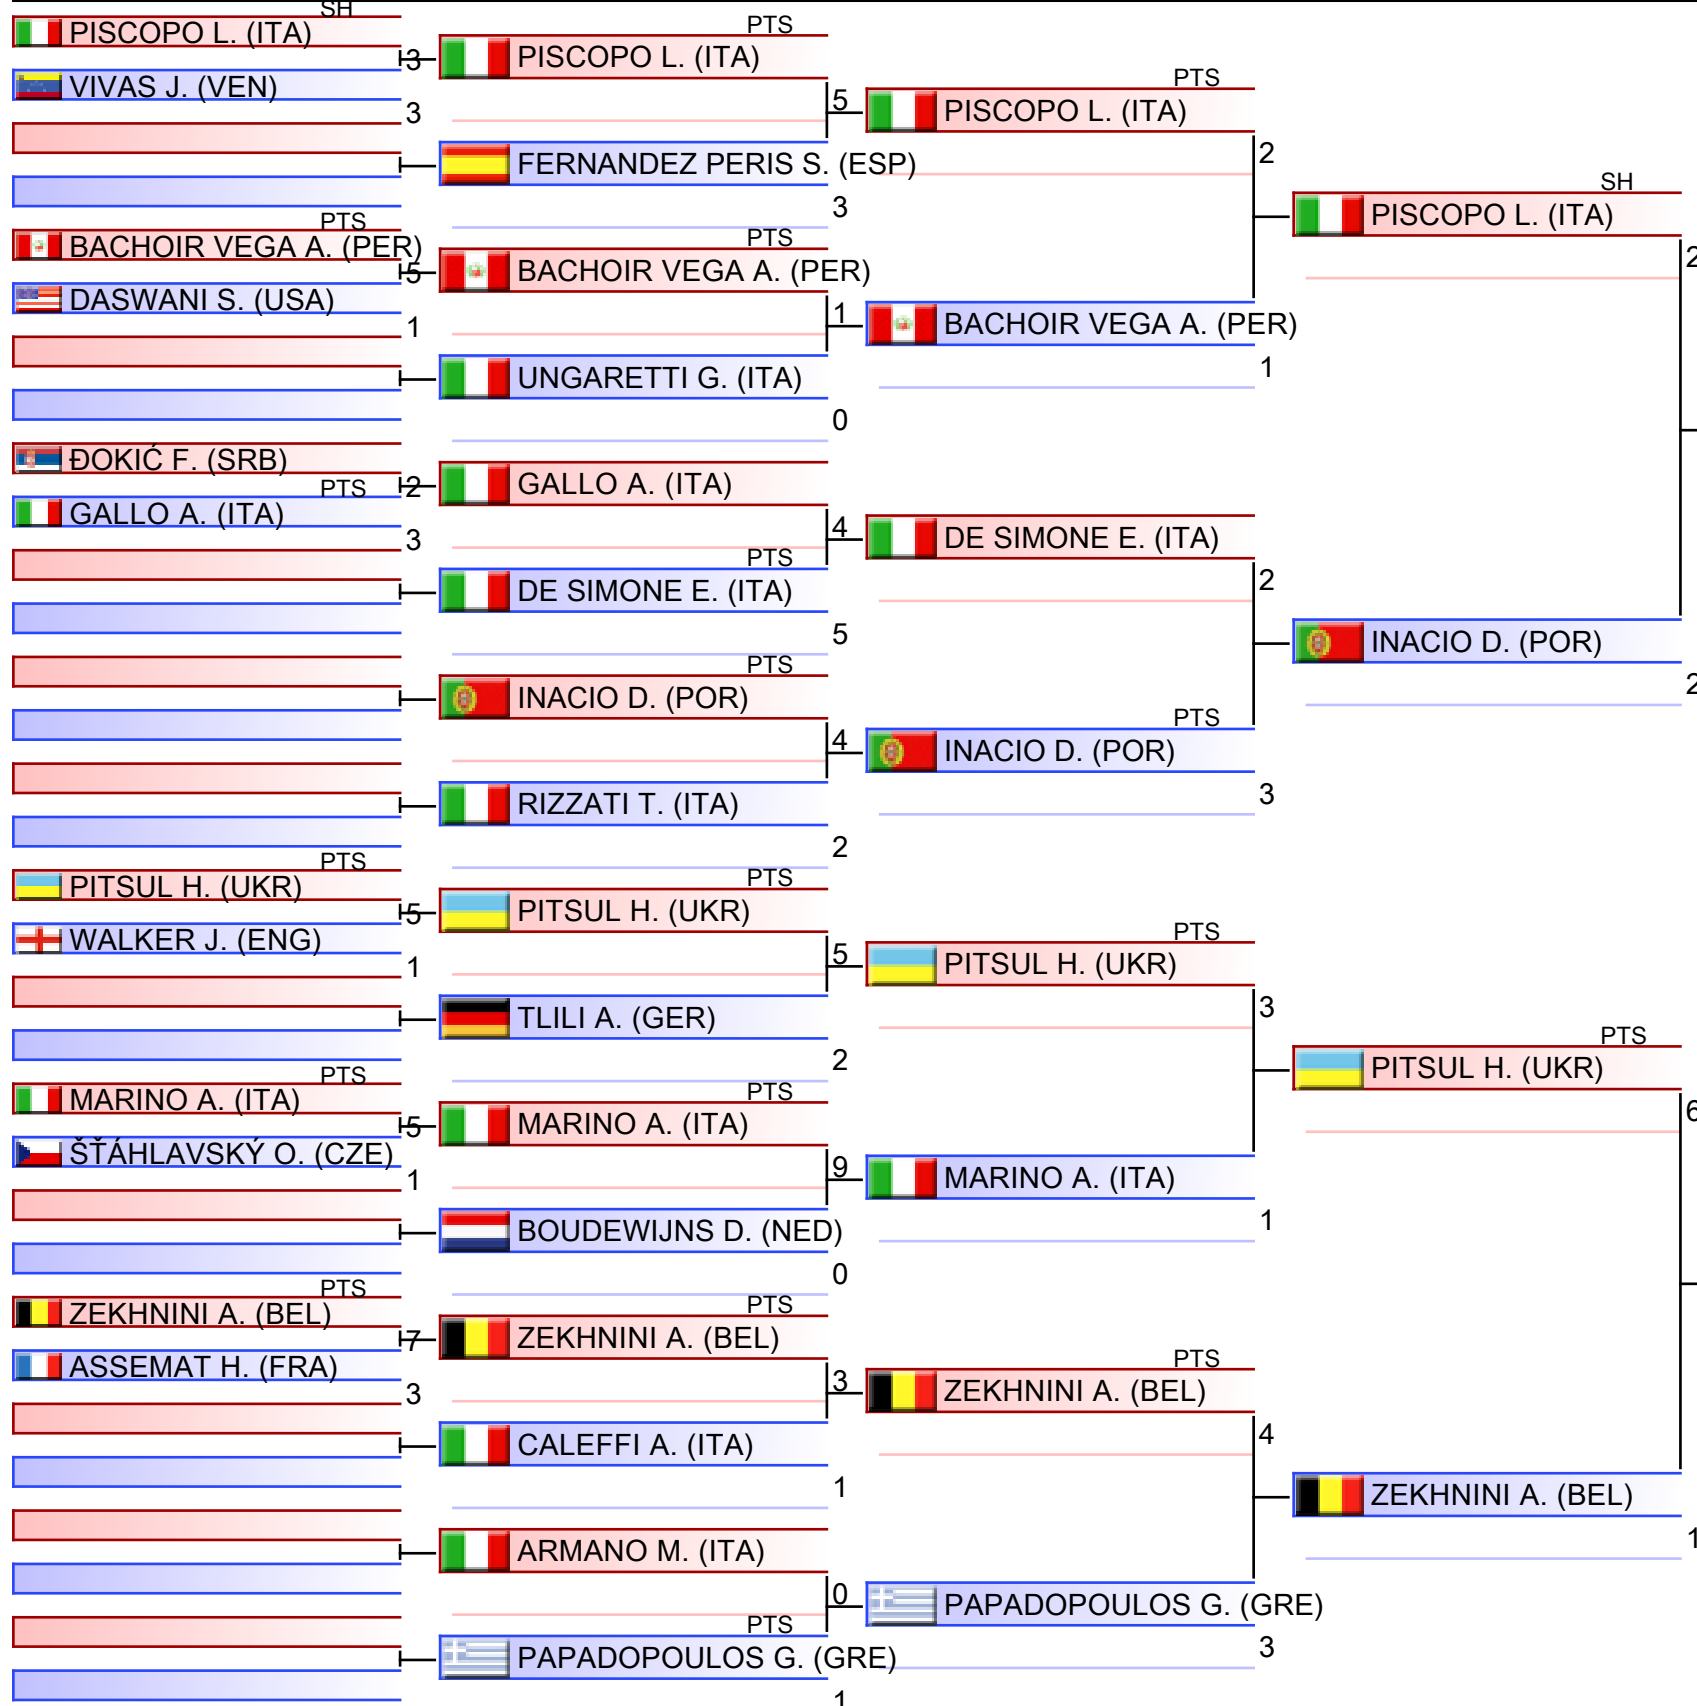 SH
PISCOPO L. (ITA)
3
VIVAS J. (VEN)
3
PTS
BACHOIR VEGA A. (PER)
5
DASWANI S. (USA)
1
ĐOKIĆ F. (SRB)
2
PTS
GALLO A. (ITA)
3
PTS
PITSUL H. (UKR)
5
WALKER J. (ENG)
1
PTS
MARINO A. (ITA)
5
ŠŤÁHLAVSKÝ O. (CZE)
1
PTS
ZEKHNINI A. (BEL)
7
ASSEMAT H. (FRA)
3
PTS
PISCOPO L. (ITA)
5
FERNANDEZ PERIS S. (ESP)
3
PTS
BACHOIR VEGA A. (PER)
1
UNGARETTI G. (ITA)
0
GALLO A. (ITA)
4
PTS
DE SIMONE E. (ITA)
5
PTS
INACIO D. (POR)
4
RIZZATI T. (ITA)
2
PTS
PITSUL H. (UKR)
5
TLILI A. (GER)
2
PTS
MARINO A. (ITA)
9
BOUDEWIJNS D. (NED)
0
PTS
ZEKHNINI A. (BEL)
3
CALEFFI A. (ITA)
1
ARMANO M. (ITA)
0
PTS
PAPADOPOULOS G. (GRE)
1
PTS
PISCOPO L. (ITA)
2
BACHOIR VEGA A. (PER)
1
DE SIMONE E. (ITA)
2
PTS
INACIO D. (POR)
3
PTS
PITSUL H. (UKR)
3
MARINO A. (ITA)
1
PTS
ZEKHNINI A. (BEL)
4
PAPADOPOULOS G. (GRE)
3
SH
PISCOPO L. (ITA)
2
INACIO D. (POR)
2
PTS
PITSUL H. (UKR)
6
ZEKHNINI A. (BEL)
1